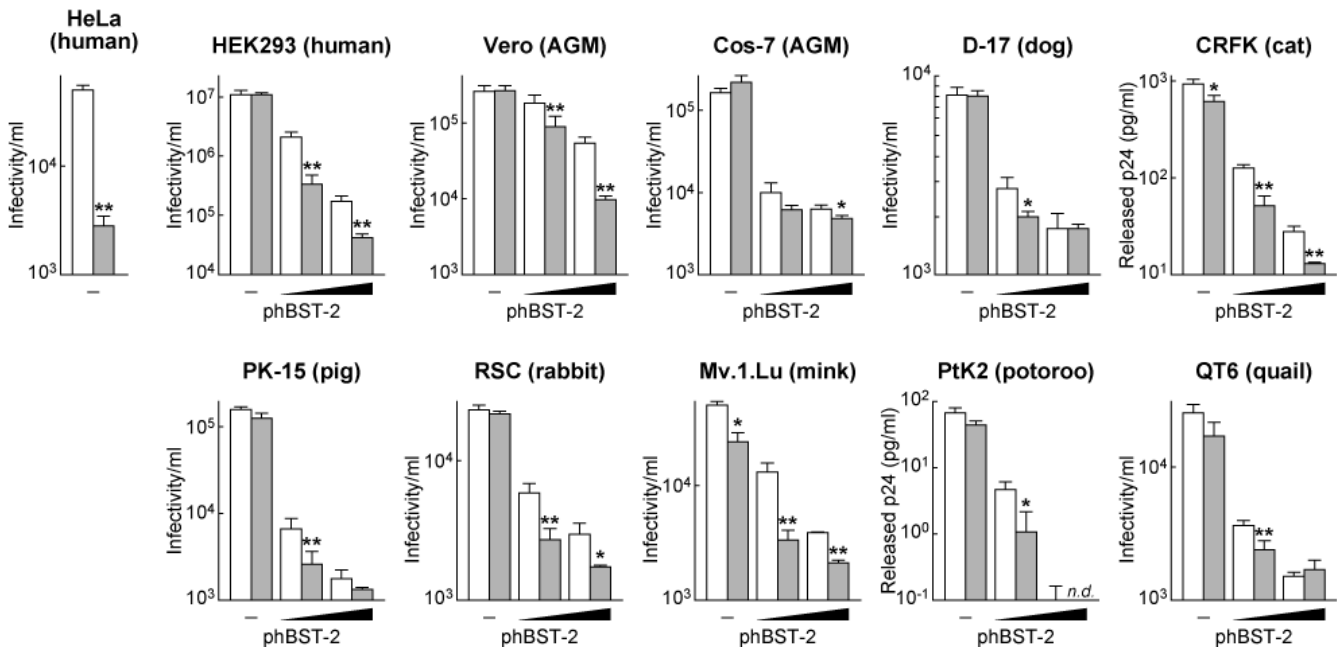 HeLa
(human)
Infectivity/ml
10⁴
10³
**
–
HEK293 (human)
Infectivity/ml
10⁷
10⁶
10⁵
10⁴
**
**
–
phBST-2
Vero (AGM)
Infectivity/ml
10⁵
10⁴
10³
**
**
–
phBST-2
Cos-7 (AGM)
Infectivity/ml
10⁵
10⁴
10³
*
–
phBST-2
D-17 (dog)
Infectivity/ml
10⁴
10³
*
–
phBST-2
CRFK (cat)
Released p24 (pg/ml)
10³
10²
10¹
*
**
**
–
phBST-2
PK-15 (pig)
Infectivity/ml
10⁵
10⁴
10³
**
–
phBST-2
RSC (rabbit)
Infectivity/ml
10⁴
10³
**
*
–
phBST-2
Mv.1.Lu (mink)
Infectivity/ml
10⁴
10³
*
**
**
–
phBST-2
PtK2 (potoroo)
Released p24 (pg/ml)
10²
10¹
10⁰
10⁻¹
*
n.d.
–
phBST-2
QT6 (quail)
Infectivity/ml
10⁴
10³
**
–
phBST-2